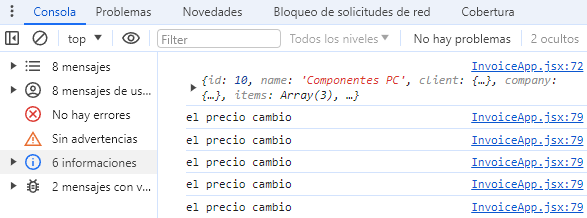 Consola Problemas Novedades Bloqueo de solicitudes de red Cobertura
top Filtrar Todos los niveles No hay problemas 2 ocultos
8 mensajes
8 mensajes de us...
No hay errores
Sin advertencias
6 informaciones
2 mensajes con v...
InvoiceApp.jsx:72
{id: 10, name: 'Componentes PC', client: {…}, company:
{…}, items: Array(3), …}
el precio cambio InvoiceApp.jsx:79
el precio cambio InvoiceApp.jsx:79
el precio cambio InvoiceApp.jsx:79
el precio cambio InvoiceApp.jsx:79
el precio cambio InvoiceApp.jsx:79